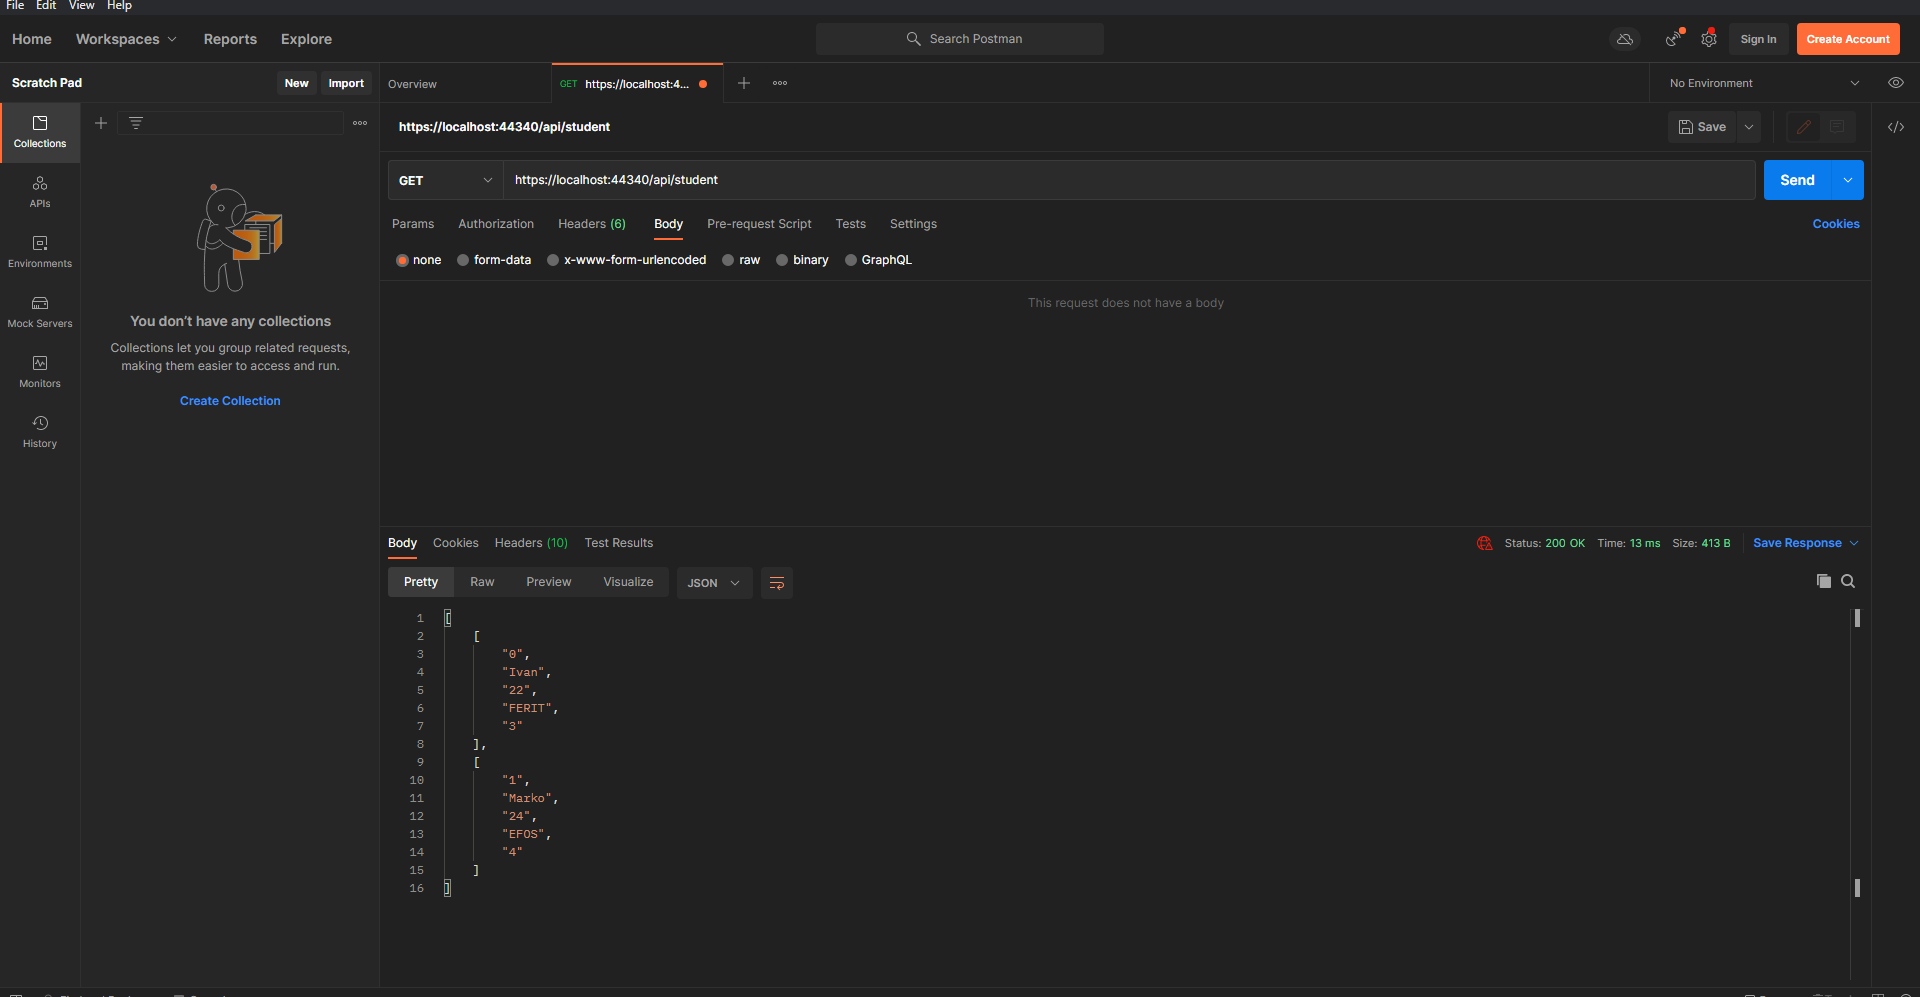 File Edit View Help
Home Workspaces Reports Explore Search Postman Sign In Create Account
Scratch Pad New Import Overview GET https://localhost:4... No Environment
https://localhost:44340/api/student Save
Collections
GET https://localhost:44340/api/student Send
APIs
Params Authorization Headers (6) Body Pre-request Script Tests Settings Cookies
Environments
none form-data x-www-form-urlencoded raw binary GraphQL
This request does not have a body
Mock Servers
You don’t have any collections
Collections let you group related requests,
making them easier to access and run.
Monitors
Create Collection
History
Body Cookies Headers (10) Test Results Status: 200 OK Time: 13 ms Size: 413 B Save Response
Pretty Raw Preview Visualize JSON
1 [
2 [
3 "0",
4 "Ivan",
5 "22",
6 "FERIT",
7 "3"
8 ],
9 [
10 "1",
11 "Marko",
12 "24",
13 "EFOS",
14 "4"
15 ]
16 ]